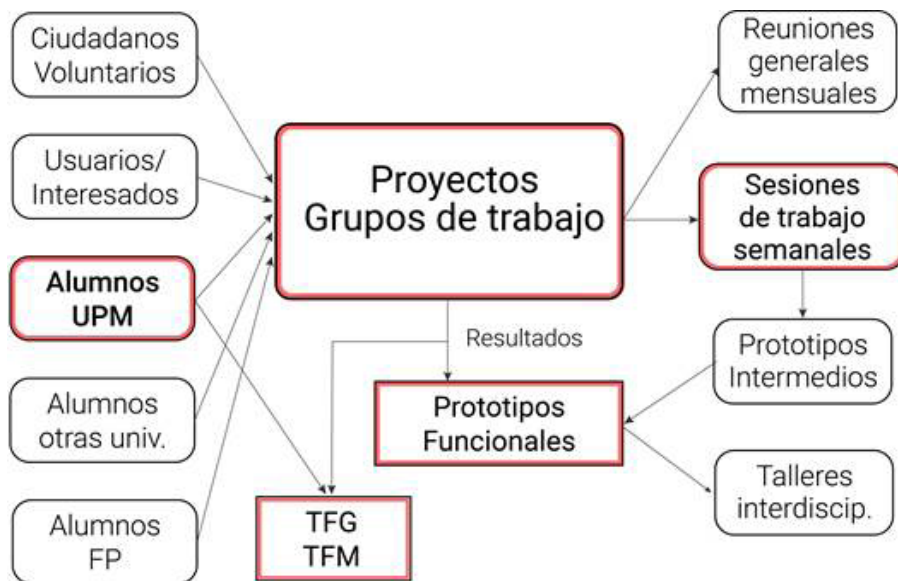 Ciudadanos
Voluntarios
Usuarios/
Interesados
Alumnos
UPM
Alumnos
otras univ.
Alumnos
FP
Proyectos
Grupos de trabajo
Resultados
Prototipos
Funcionales
TFG
TFM
Reuniones
generales
mensuales
Sesiones
de trabajo
semanales
Prototipos
Intermedios
Talleres
interdiscip.